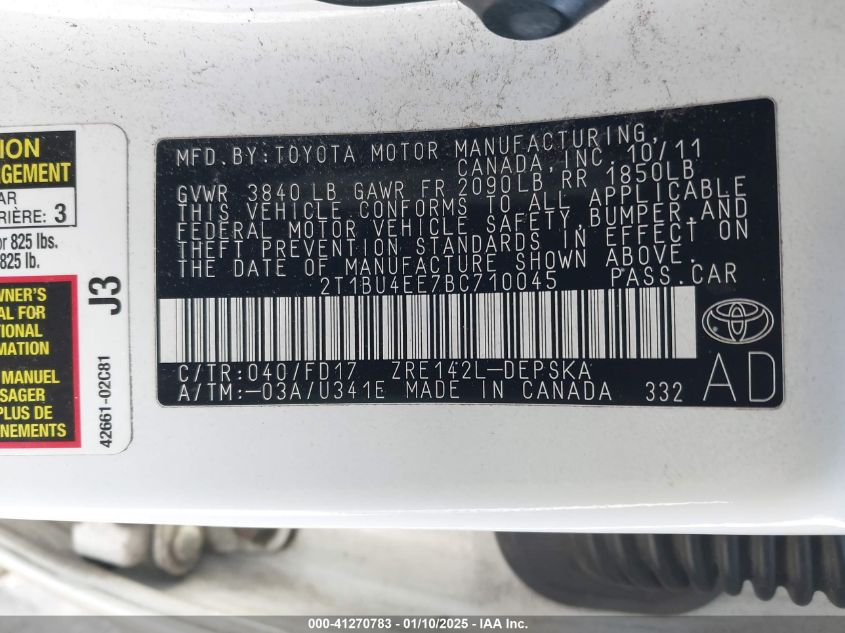 ION
GEMENT
AR
RIÈRE: 3
or 825 lbs.
825 lb.
WNER'S
AL FOR
TIONAL
RMATION
MANUEL
SAGER
PLUS DE
NEMENTS
J3
42661-02C81
MFD. BY: TOYOTA MOTOR MANUFACTURING,
CANADA, INC. 10/11
GVWR 3840 LB GAWR FR 2090LB RR 1850LB
THIS VEHICLE CONFORMS TO ALL APPLICABLE
FEDERAL MOTOR VEHICLE SAFETY, BUMPER, AND
THEFT PREVENTION STANDARDS IN EFFECT ON
THE DATE OF MANUFACTURE SHOWN ABOVE.
2T1BU4EE7BC710045 PASS.CAR
C/TR:040/FD17 ZRE142L-DEPSKA
A/TM:-03A/U341E MADE IN CANADA 332
AD
000-41270783 - 01/10/2025 - IAA Inc.